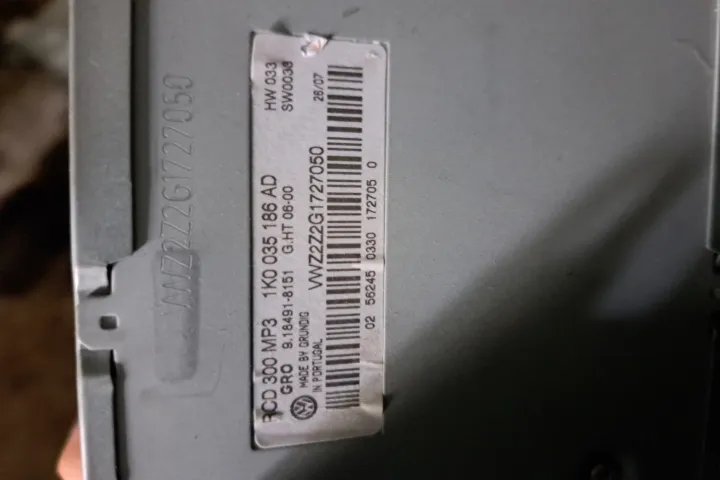 RCD 300 MP3 1K0 035 186 AD HW 033
GRO 9.18491-8151 G.HT 06-00 SW0036
MADE BY GRUNDIG
IN PORTUGAL
VWZ2Z2G1727050 26/07
02 56245 0330 172705 0
VWZ2Z2G1727050